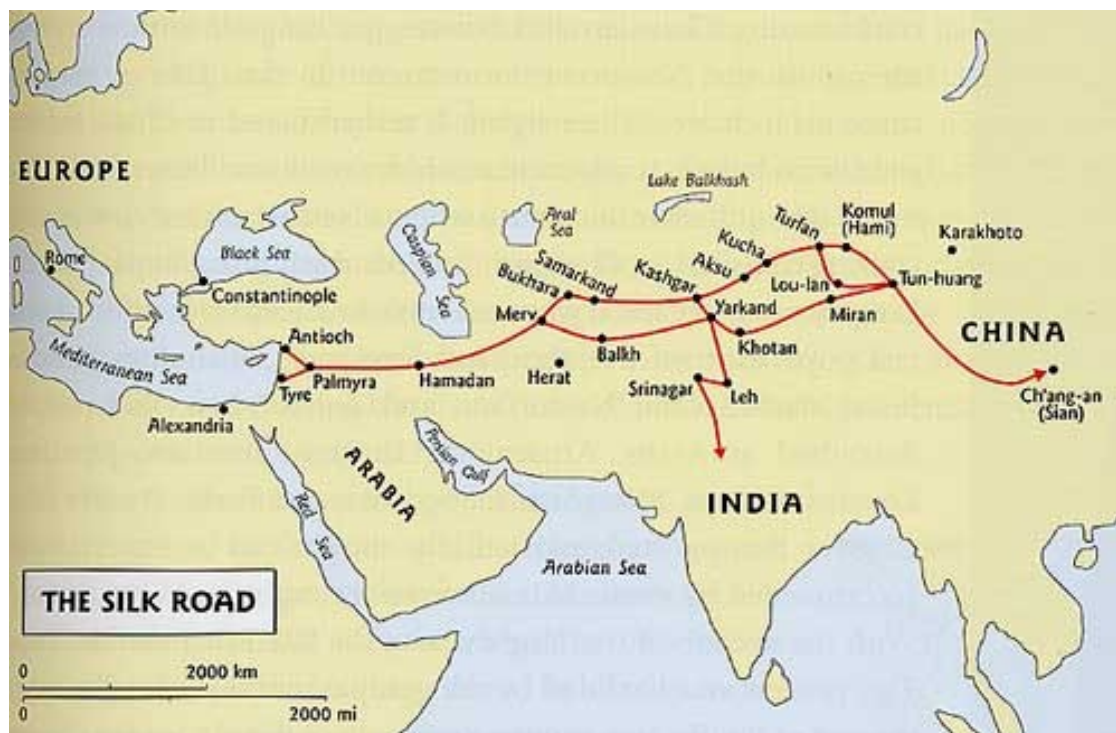 EUROPE
Rome
Black Sea
Constantinople
Mediterranean Sea
Antioch
Tyre
Palmyra
Alexandria
Caspian
Sea
Aral
Sea
Lake Balkhash
Hamadan
Merv
Bukhara
Samarkand
Balkh
Herat
Kashgar
Aksu
Kucha
Turfan
Komul
(Hami)
Karakhoto
Lou-lan
Tun-huang
Miran
Yarkand
Khotan
Srinagar
Leh
CHINA
Ch'ang-an
(Sian)
ARABIA
Persian Gulf
Red
Sea
INDIA
Arabian Sea
THE SILK ROAD
0 2000 km
0 2000 mi